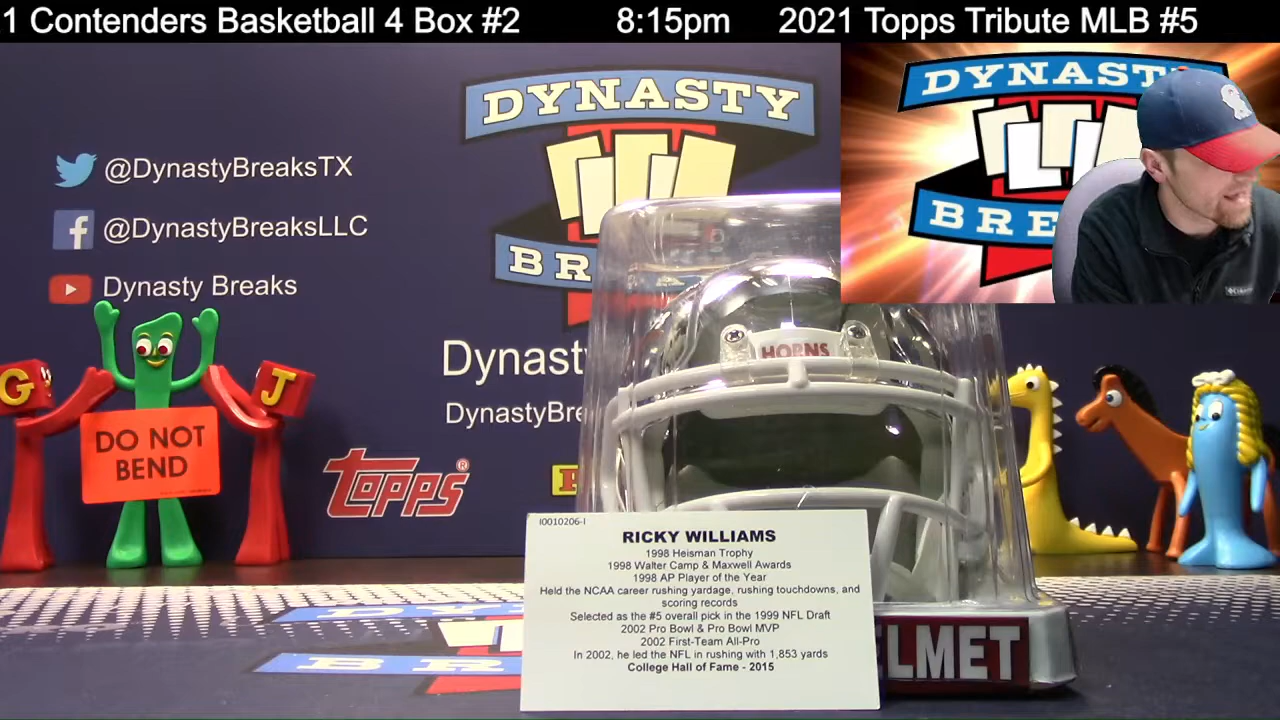 1 Contenders Basketball 4 Box #2 8:15pm 2021 Topps Tribute MLB #5
DYNASTY
BR
DYNAST
BRE
@DynastyBreaksTX
@DynastyBreaksLLC
Dynasty Breaks
Dynasty
DynastyBre
G
J
DO NOT
BEND
TOPPS
P
HORNS
I0010206-I
RICKY WILLIAMS
1998 Heisman Trophy
1998 Walter Camp & Maxwell Awards
1998 AP Player of the Year
Held the NCAA career rushing yardage, rushing touchdowns, and
scoring records
Selected as the #5 overall pick in the 1999 NFL Draft
2002 Pro Bowl & Pro Bowl MVP
2002 First-Team All-Pro
In 2002, he led the NFL in rushing with 1,853 yards
College Hall of Fame - 2015
ELMET
BR